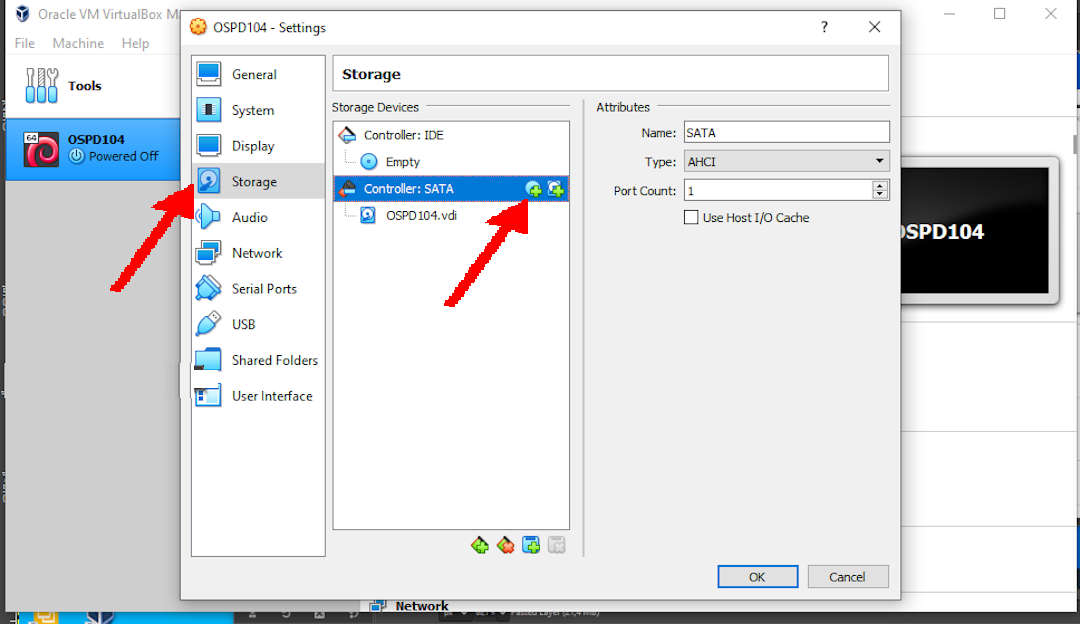 Oracle VM VirtualBox M
OSPD104 - Settings
?
File Machine Help
Tools
64
OSPD104
Powered Off
General
System
Display
Storage
Audio
Network
Serial Ports
USB
Shared Folders
User Interface
Storage
Storage Devices
Controller: IDE
Empty
Controller: SATA
OSPD104.vdi
Attributes
Name: SATA
Type: AHCI
Port Count: 1
Use Host I/O Cache
OSPD104
OK
Cancel
Network